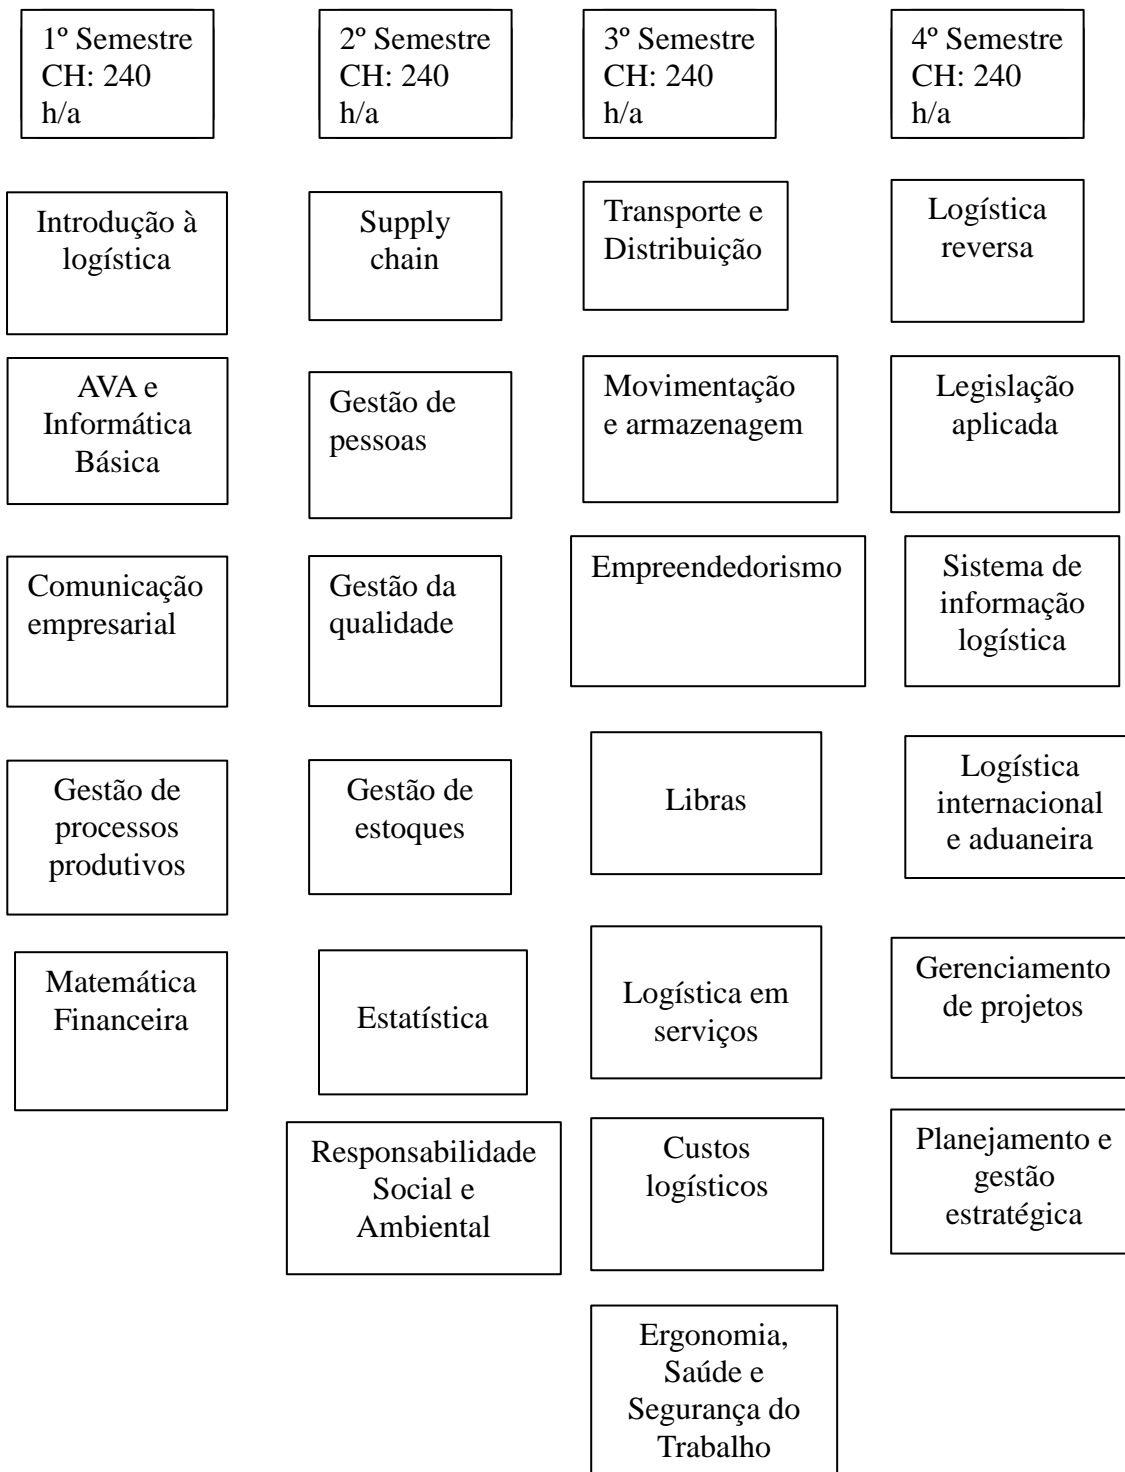 1º Semestre
CH: 240
h/a
2º Semestre
CH: 240
h/a
3º Semestre
CH: 240
h/a
4º Semestre
CH: 240
h/a
Introdução à
logística
Supply
chain
Transporte e
Distribuição
Logística
reversa
AVA e
Informática
Básica
Gestão de
pessoas
Movimentação
e armazenagem
Legislação
aplicada
Comunicação
empresarial
Gestão da
qualidade
Empreendedorismo
Sistema de
informação
logística
Gestão de
processos
produtivos
Gestão de
estoques
Libras
Logística
internacional
e aduaneira
Matemática
Financeira
Estatística
Logística em
serviços
Gerenciamento
de projetos
Responsabilidade
Social e
Ambiental
Custos
logísticos
Planejamento e
gestão
estratégica
Ergonomia,
Saúde e
Segurança do
Trabalho